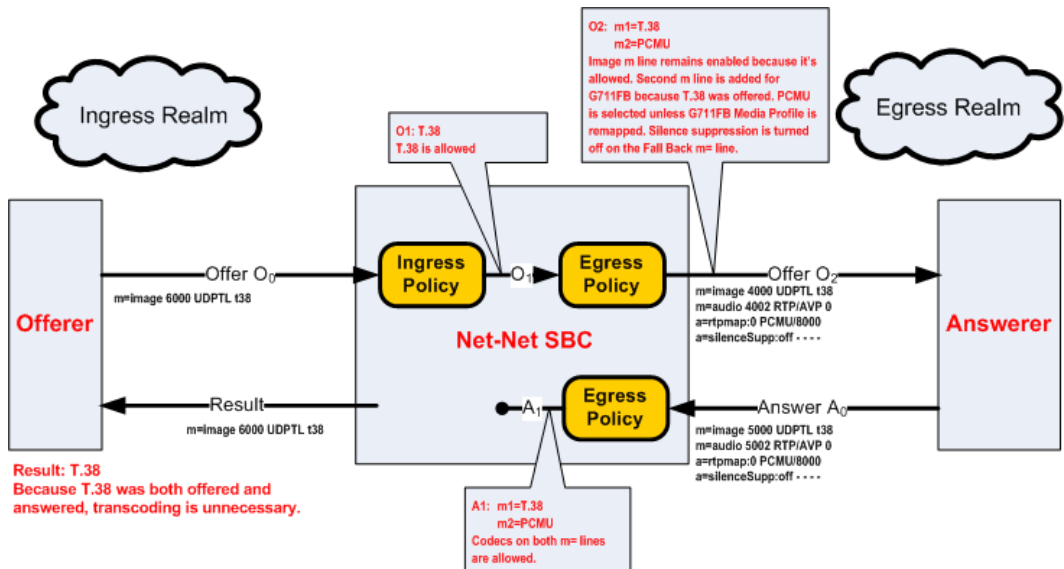 O2: m1=T.38
m2=PCMU
Image m line remains enabled because it's
allowed. Second m line is added for
G711FB because T.38 was offered. PCMU
is selected unless G711FB Media Profile is
remapped. Silence suppression is turned
off on the Fall Back m= line.
Ingress Realm
Egress Realm
O1: T.38
T.38 is allowed
Offerer
Offer O0
m=image 6000 UDPTL t38
Ingress
Policy
O1
Egress
Policy
Offer O2
m=image 4000 UDPTL t38
m=audio 4002 RTP/AVP 0
a=rtpmap:0 PCMU/8000
a=silenceSupp:off - - - -
Answerer
Net-Net SBC
Result
m=image 6000 UDPTL t38
A1
Egress
Policy
Answer A0
m=image 5000 UDPTL t38
m=audio 5002 RTP/AVP 0
a=rtpmap:0 PCMU/8000
a=silenceSupp:off - - - -
Result: T.38
Because T.38 was both offered and
answered, transcoding is unnecessary.
A1: m1=T.38
m2=PCMU
Codecs on both m= lines
are allowed.